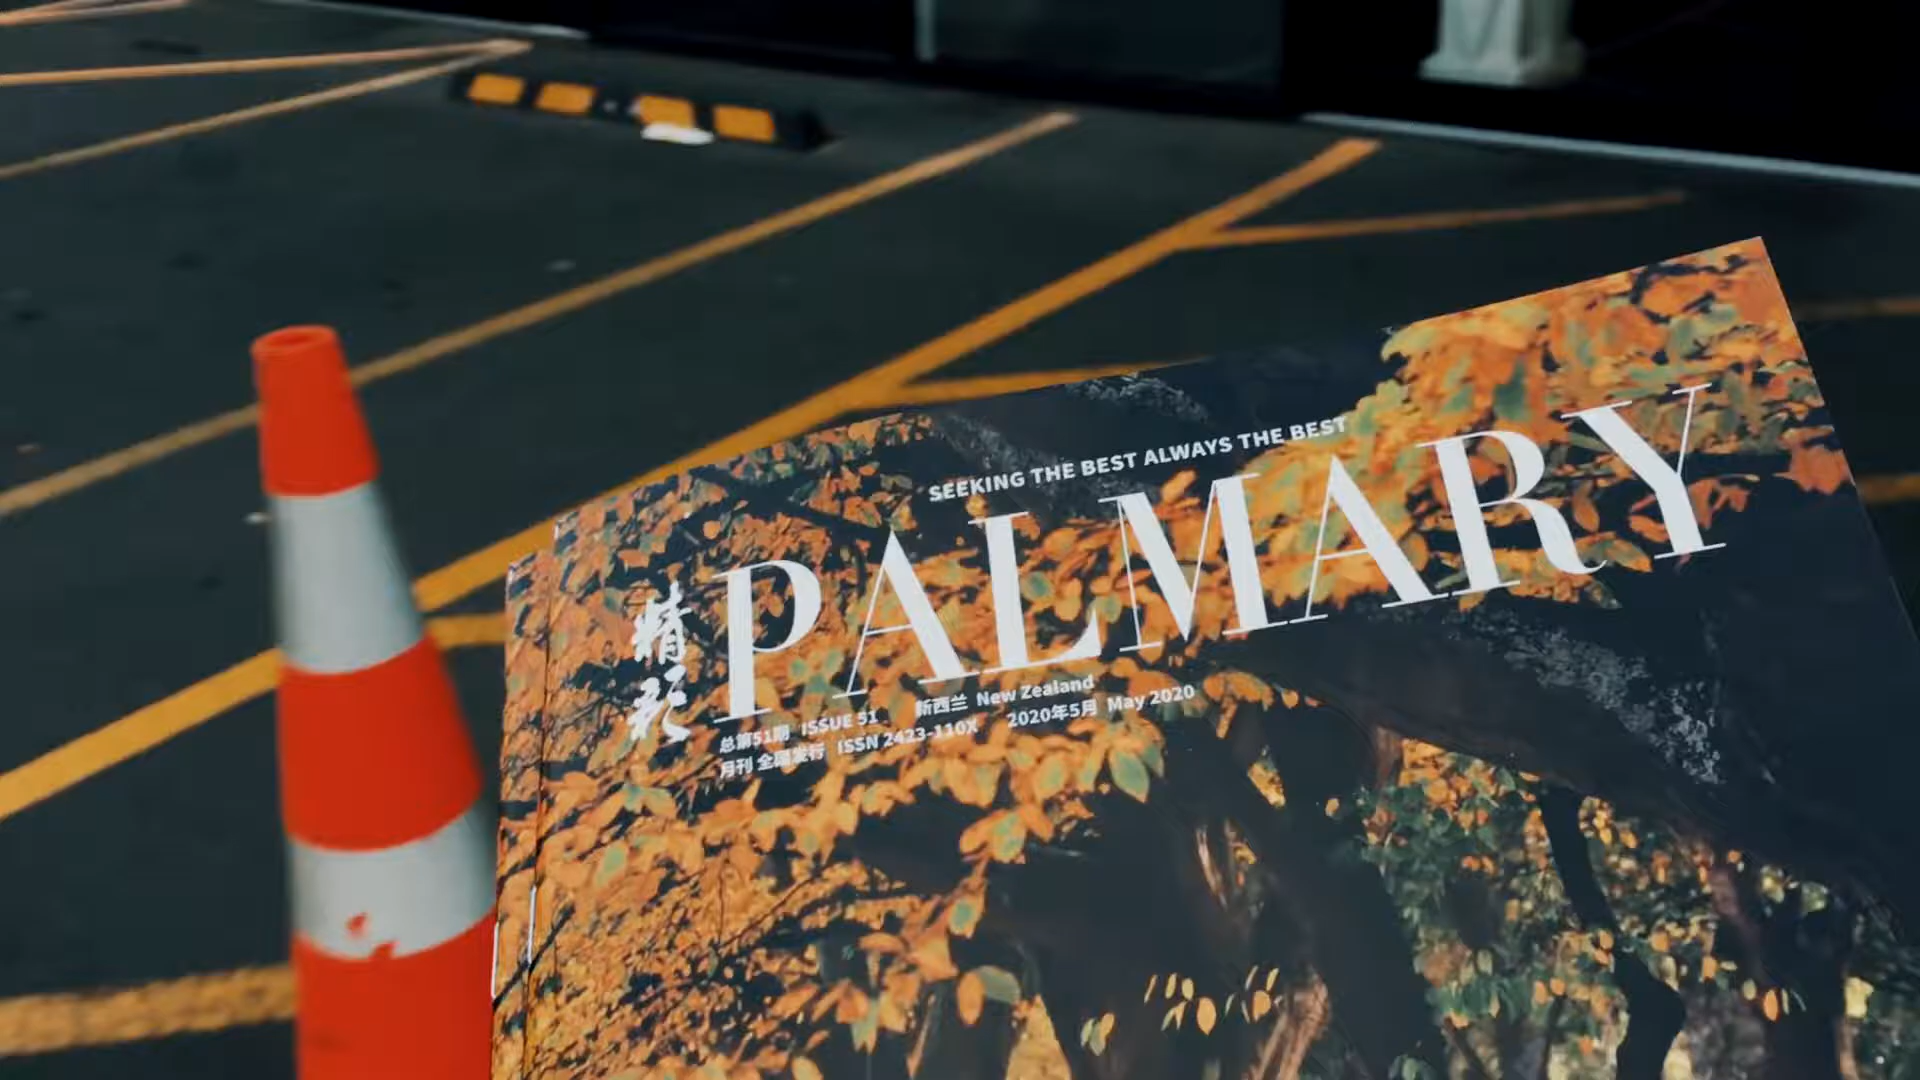 SEEKING THE BEST ALWAYS THE BEST
PALMARY
精彩
总第51期 ISSUE 51 新西兰 New Zealand
月刊 全国发行 ISSN 2423-110X 2020年5月 May 2020